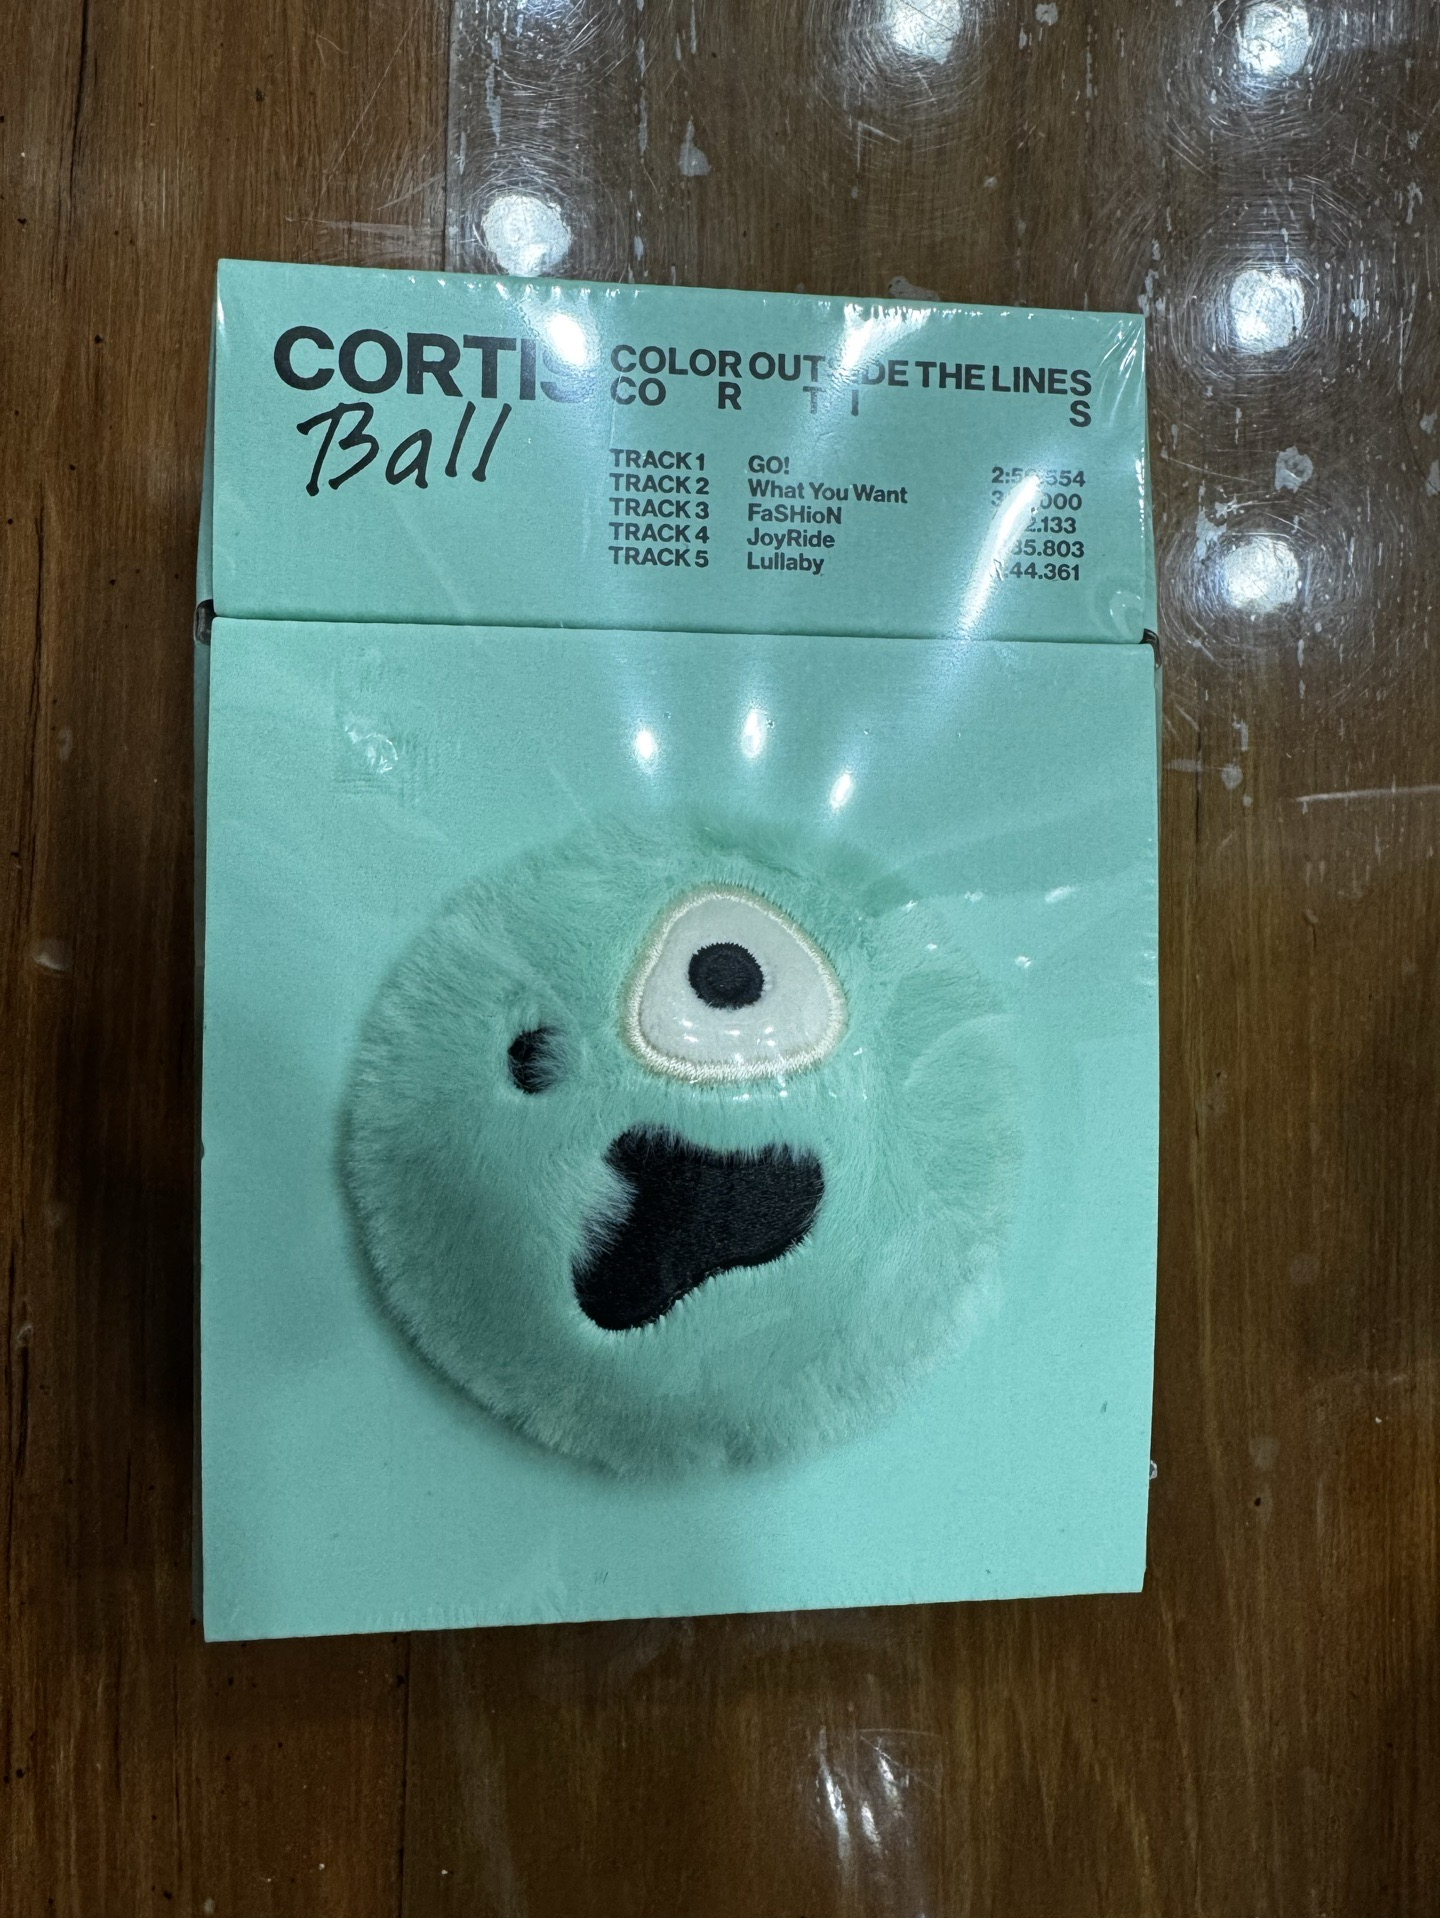 CORTIS
Ball
COLOR OUTSIDE THE LINES
CO R T I S
TRACK 1 GO!
TRACK 2 What You Want
TRACK 3 FaSHioN
TRACK 4 JoyRide
TRACK 5 Lullaby